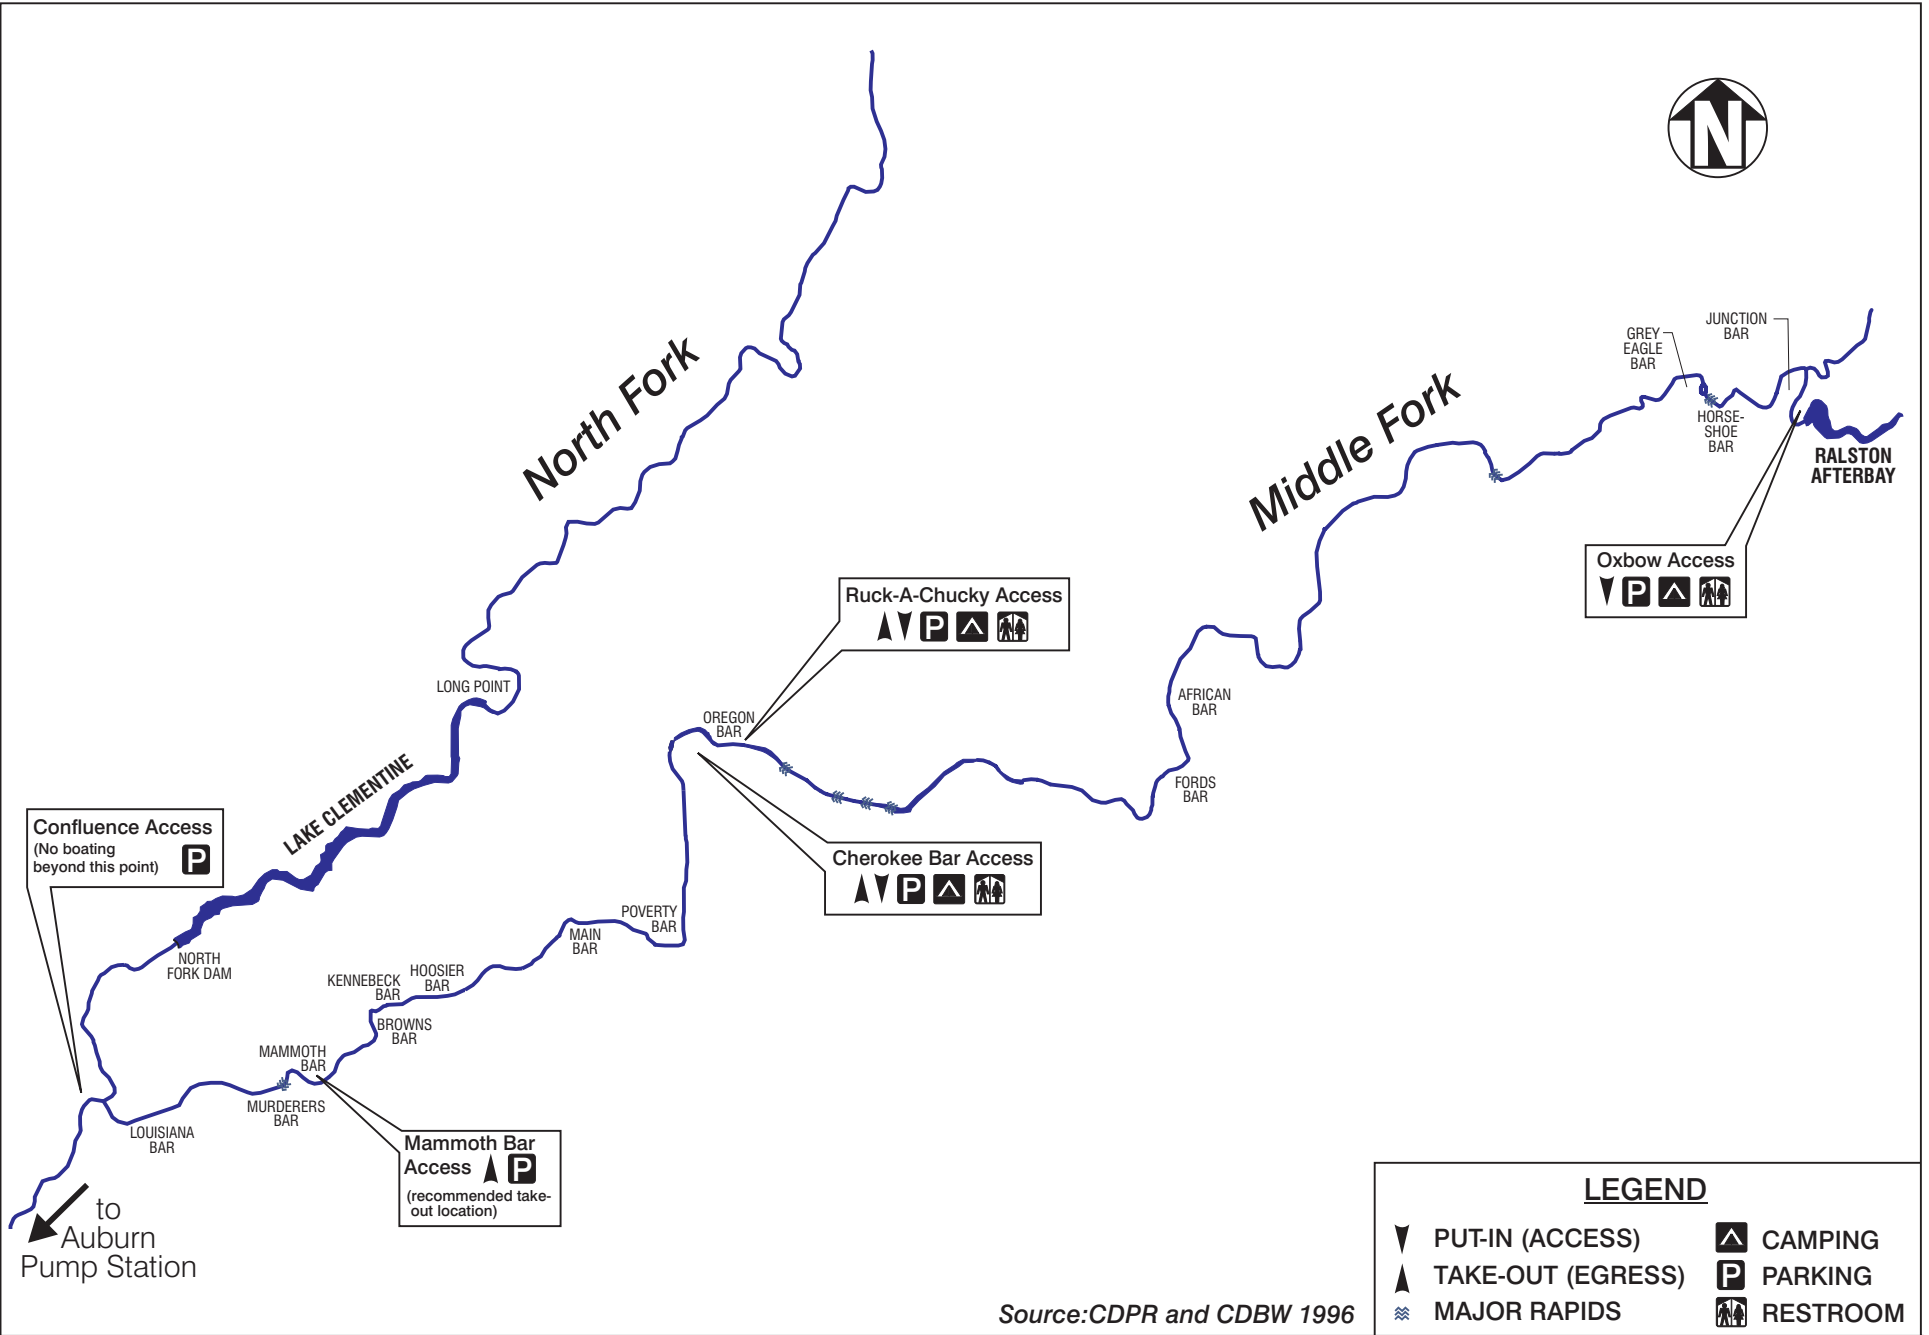 N
North Fork
Middle Fork
JUNCTION
BAR
GREY
EAGLE
BAR
HORSE-
SHOE
BAR
RALSTON
AFTERBAY
Oxbow Access
P
Ruck-A-Chucky Access
P
AFRICAN
BAR
LONG POINT
OREGON
BAR
FORDS
BAR
LAKE CLEMENTINE
Confluence Access
(No boating
beyond this point)
P
Cherokee Bar Access
P
POVERTY
BAR
MAIN
BAR
NORTH
FORK DAM
HOOSIER
BAR
KENNEBECK
BAR
BROWNS
BAR
MAMMOTH
BAR
MURDERERS
BAR
LOUISIANA
BAR
Mammoth Bar
Access P
(recommended take-
out location)
to
Auburn
Pump Station
LEGEND
PUT-IN (ACCESS)
TAKE-OUT (EGRESS)
MAJOR RAPIDS
CAMPING
P PARKING
RESTROOM
Source:CDPR and CDBW 1996